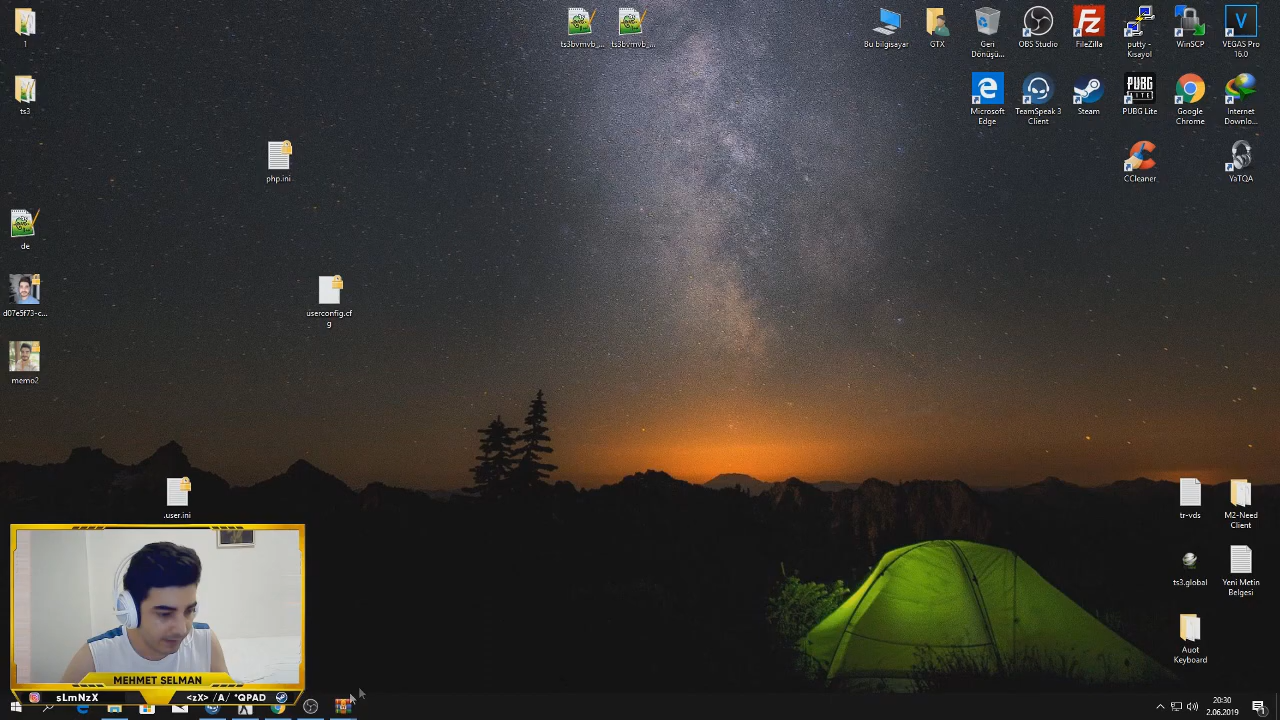 1
ts3bvmvb_...
ts3bvmvb_...
Bu bilgisayar
GTX
Geri
Dönüşü...
OBS Studio
FileZilla
putty -
Kısayol
WinSCP
VEGAS Pro
16.0
ts3
Microsoft
Edge
TeamSpeak 3
Client
Steam
PUBG
LITE
PUBG Lite
Google
Chrome
Internet
Downlo...
php.ini
CCleaner
YaTQA
de
d07e5f73-c...
userconfig.cf
g
memo2
.user.ini
tr-vds
M2-Need
Client
ts3.global
Yeni Metin
Belgesi
Auot
Keyboard
MEHMET SELMAN
sLmNzX
<zX> /A/ *QPAD
20:30
2.06.2019